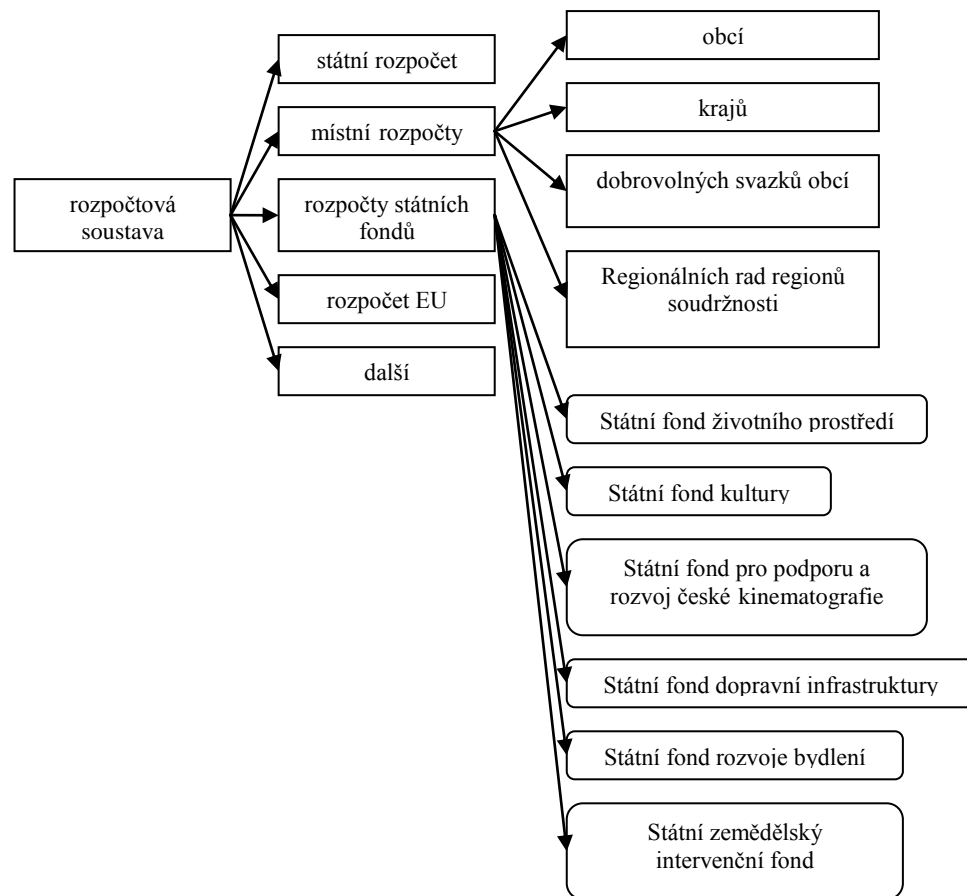 rozpočtová
soustava
státní rozpočet
místní rozpočty
rozpočty státních
fondů
rozpočet EU
další
obcí
krajů
dobrovolných svazků obcí
Regionálních rad regionů
soudržnosti
Státní fond životního prostředí
Státní fond kultury
Státní fond pro podporu a
rozvoj české kinematografie
Státní fond dopravní infrastruktury
Státní fond rozvoje bydlení
Státní zemědělský
intervenční fond